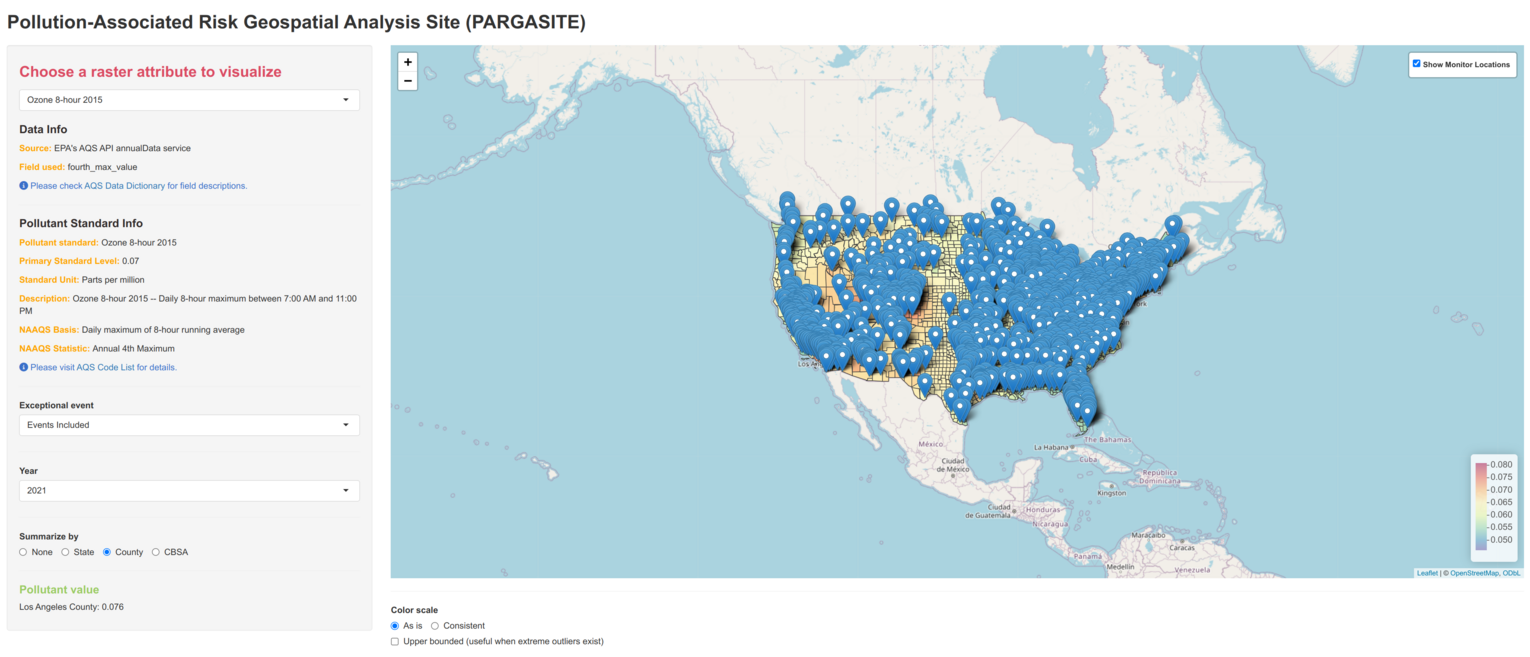 Pollution-Associated Risk Geospatial Analysis Site (PARGASITE)
Choose a raster attribute to visualize
Ozone 8-hour 2015
Data Info
Source: EPA's AQS API annualData service
Field used: fourth_max_value
Please check AQS Data Dictionary for field descriptions.
Pollutant Standard Info
Pollutant standard: Ozone 8-hour 2015
Primary Standard Level: 0.07
Standard Unit: Parts per million
Description: Ozone 8-hour 2015 -- Daily 8-hour maximum between 7:00 AM and 11:00
PM
NAAQS Basis: Daily maximum of 8-hour running average
NAAQS Statistic: Annual 4th Maximum
Please visit AQS Code List for details.
Exceptional event
Events Included
Year
2021
Summarize by
None State County CBSA
Pollutant value
Los Angeles County: 0.076
+
−
Show Monitor Locations
México
Ciudad
de México
La Habana
The Bahamas
Cuba
República
Dominicana
Kingston
Ciudad
de Guatemala
Honduras
Nicaragua
Maracaibo
Caracas
Panamá
Medellín
Venezuela
0.080
0.075
0.070
0.065
0.060
0.055
0.050
Leaflet | © OpenStreetMap, ODbL
Color scale
As is Consistent
Upper bounded (useful when extreme outliers exist)